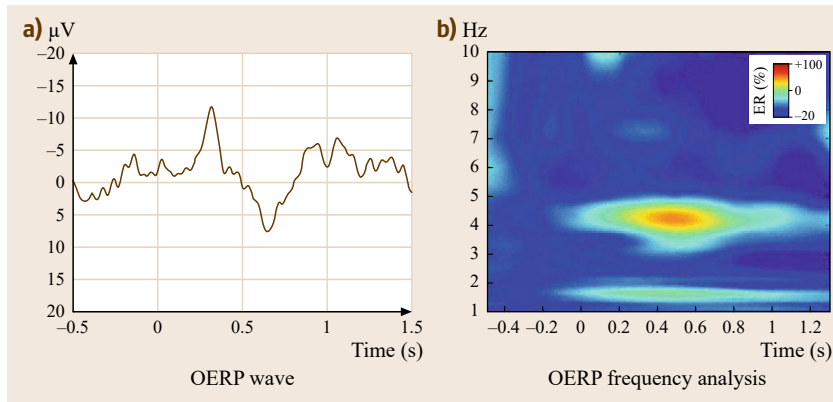 a) µV
−20
−15
−10
−5
0
5
10
15
20
−0.5 0 0.5 1 1.5
Time (s)
OERP wave
b) Hz
10
9
8
7
6
5
4
3
2
1
ER (%)
+100
0
−20
−0.4 −0.2 0 0.2 0.4 0.6 0.8 1 1.2
Time (s)
OERP frequency analysis